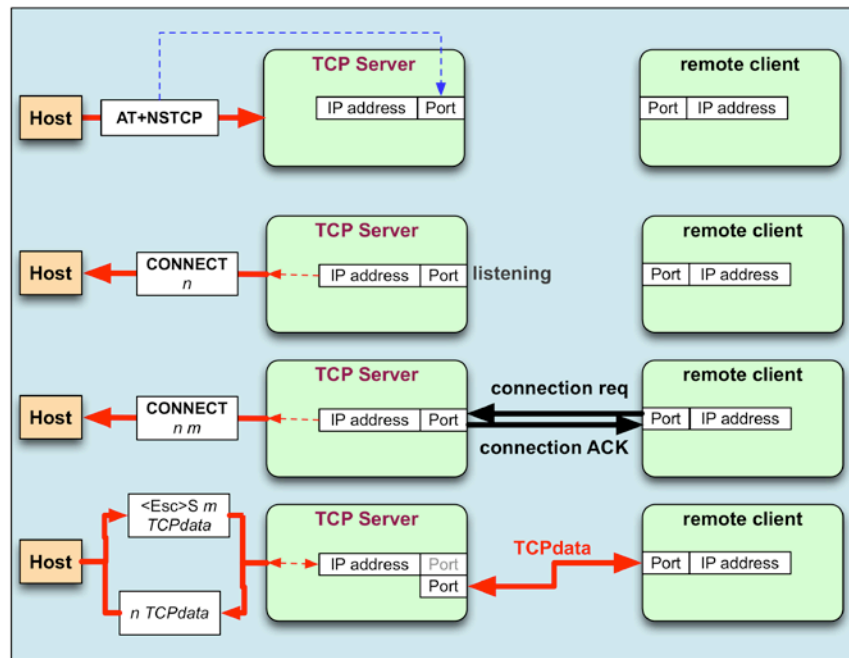 TCP Server
remote client
Host
AT+NSTCP
IP address
Port
Port
IP address
TCP Server
remote client
Host
CONNECT
n
IP address
Port
listening
Port
IP address
TCP Server
remote client
connection req
Host
CONNECT
n m
IP address
Port
Port
IP address
connection ACK
<Esc>S m
TCPdata
TCP Server
remote client
TCPdata
Host
IP address
Port
Port
Port
IP address
n TCPdata